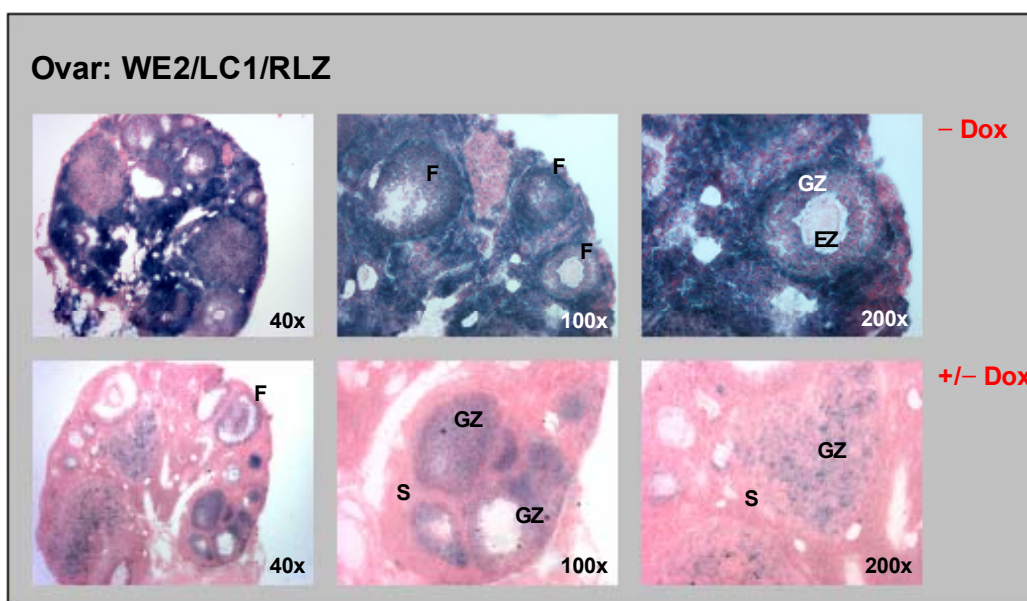 Ovar: WE2/LC1/RLZ
– Dox
F
F
F
GZ
EZ
40x
100x
200x
+/– Dox
F
GZ
S
GZ
GZ
S
40x
100x
200x